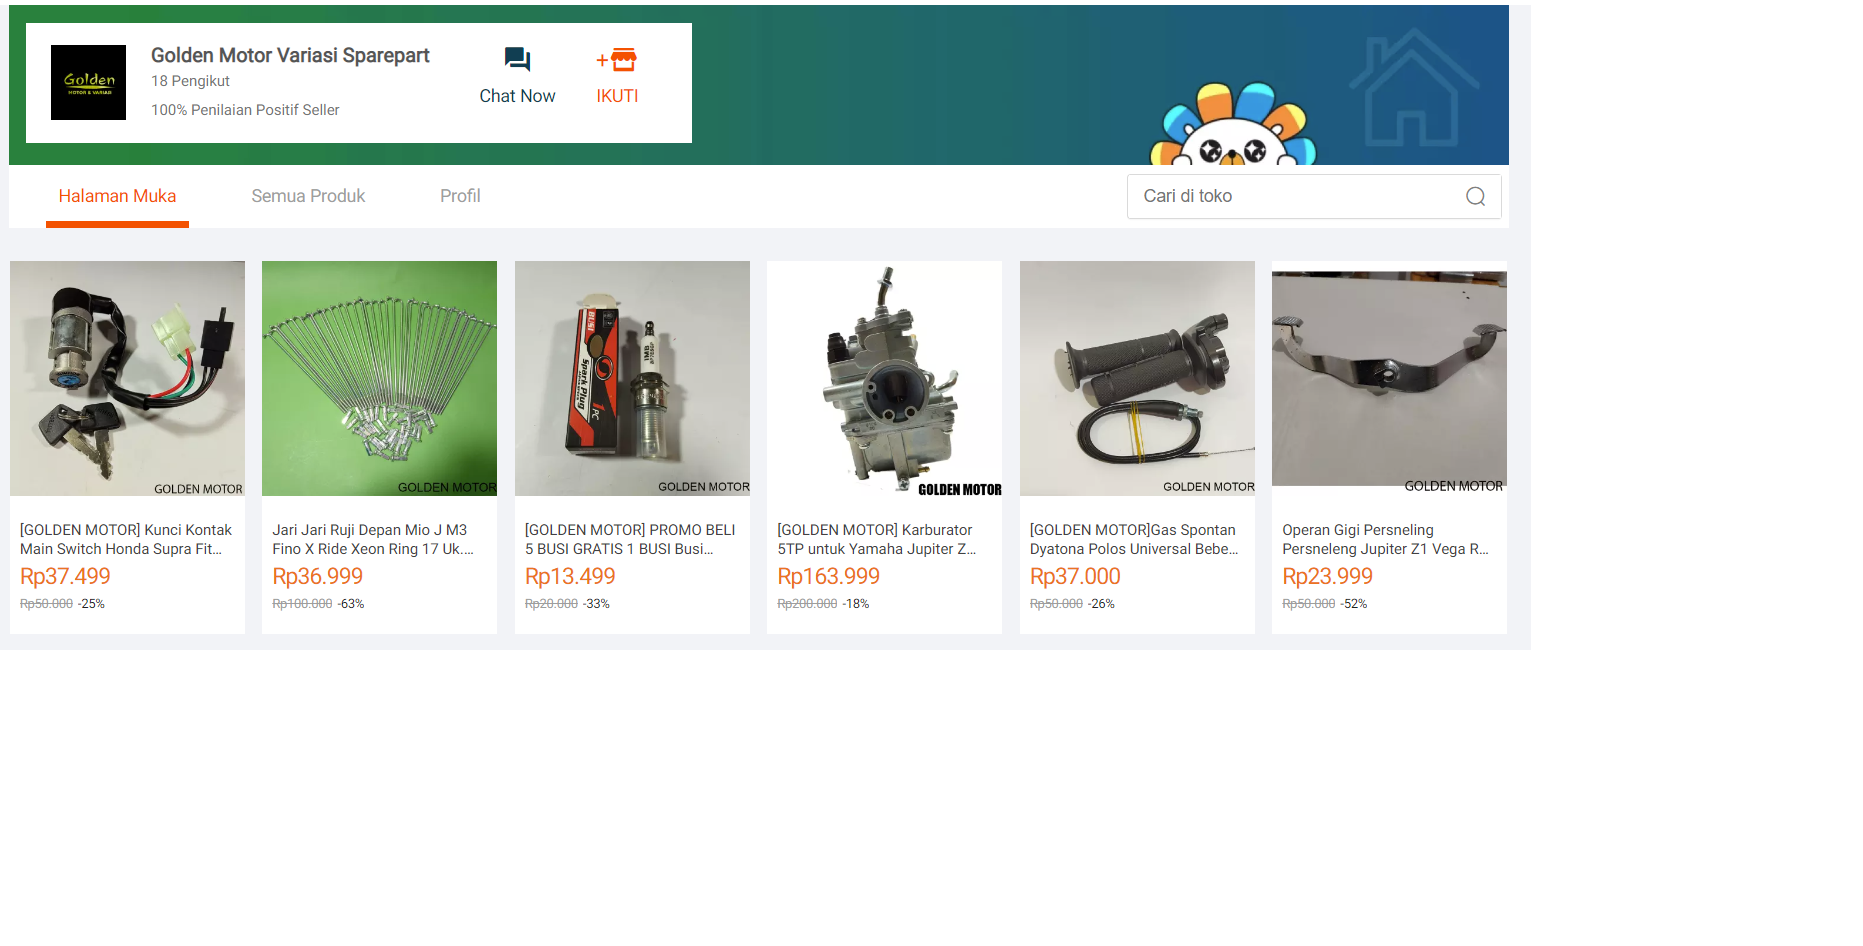 Golden
MOTOR & VARIASI
Golden Motor Variasi Sparepart
18 Pengikut
100% Penilaian Positif Seller
Chat Now
IKUTI
Halaman Muka
Semua Produk
Profil
Cari di toko
GOLDEN MOTOR
[GOLDEN MOTOR] Kunci Kontak
Main Switch Honda Supra Fit...
Rp37.499
Rp50.000 -25%
GOLDEN MOTOR
Jari Jari Ruji Depan Mio J M3
Fino X Ride Xeon Ring 17 Uk....
Rp36.999
Rp100.000 -63%
BUSI
Spark Plug
1 PC
GOLDEN MOTOR
[GOLDEN MOTOR] PROMO BELI
5 BUSI GRATIS 1 BUSI Busi...
Rp13.499
Rp20.000 -33%
GOLDEN MOTOR
[GOLDEN MOTOR] Karburator
5TP untuk Yamaha Jupiter Z...
Rp163.999
Rp200.000 -18%
GOLDEN MOTOR
[GOLDEN MOTOR]Gas Spontan
Dyatona Polos Universal Bebe...
Rp37.000
Rp50.000 -26%
GOLDEN MOTOR
Operan Gigi Persneling
Persneleng Jupiter Z1 Vega R...
Rp23.999
Rp50.000 -52%